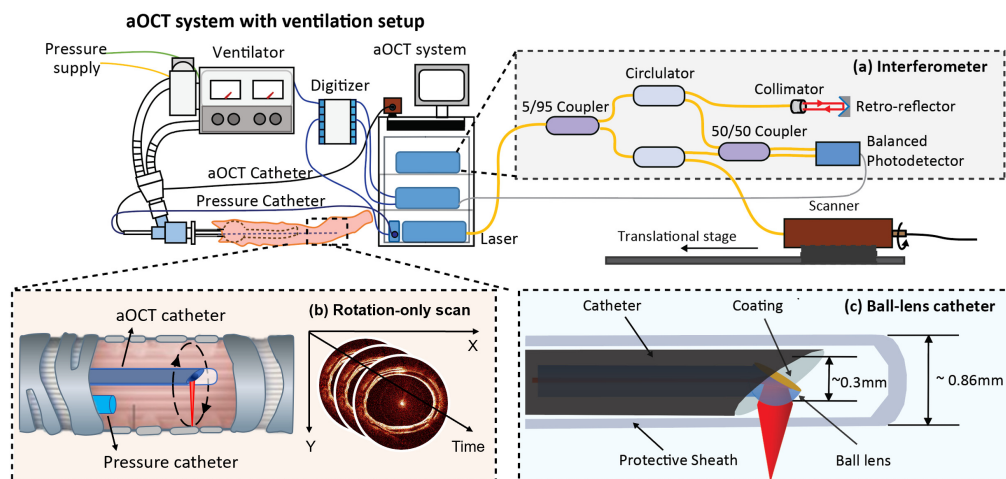 aOCT system with ventilation setup
Pressure
supply
Ventilator
Digitizer
aOCT system
aOCT Catheter
Pressure Catheter
Laser
(a) Interferometer
Circlulator
Collimator
5/95 Coupler
Retro-reflector
50/50 Coupler
Balanced
Photodetector
Scanner
Translational stage
aOCT catheter
Pressure catheter
(b) Rotation-only scan
X
Y
Time
(c) Ball-lens catheter
Catheter
Coating
~0.3mm
~ 0.86mm
Protective Sheath
Ball lens